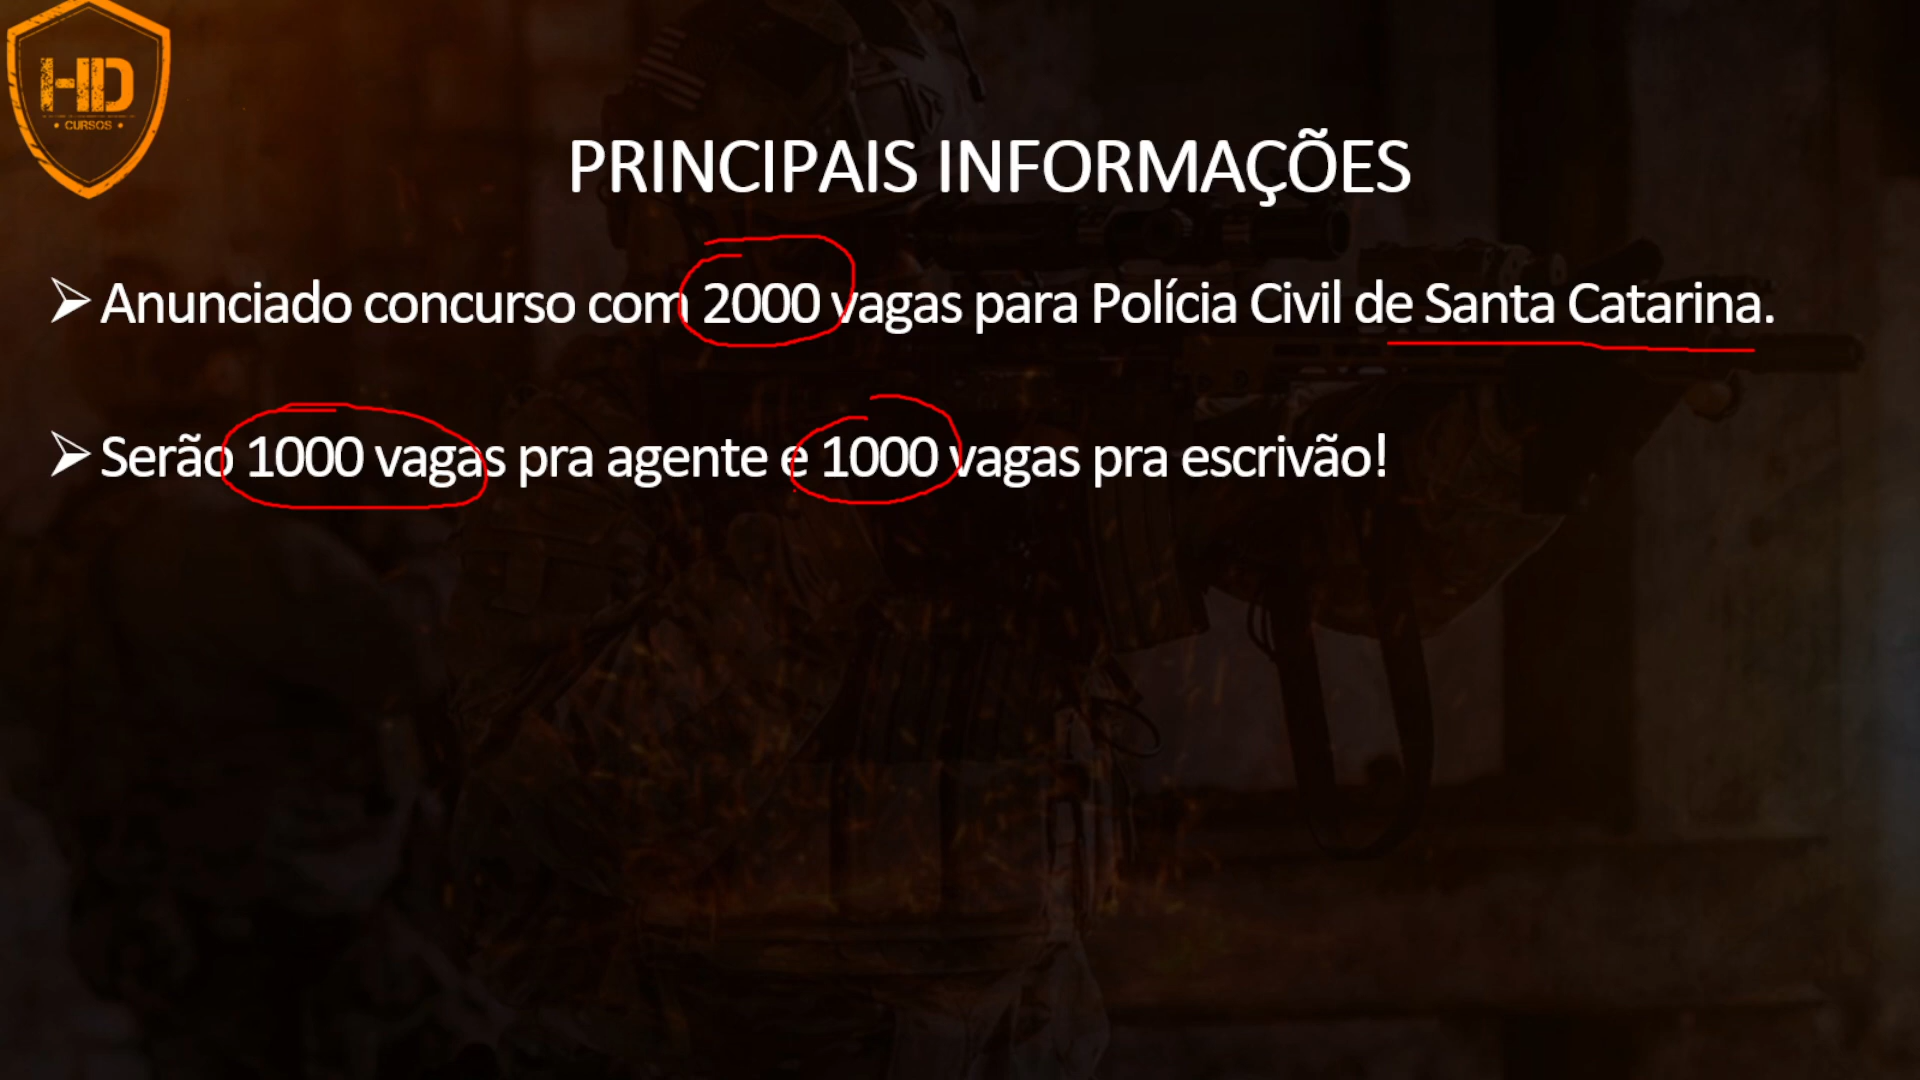 HD
• CURSOS •
PRINCIPAIS INFORMAÇÕES
➢ Anunciado concurso com 2000 vagas para Polícia Civil de Santa Catarina.
➢ Serão 1000 vagas pra agente e 1000 vagas pra escrivão!